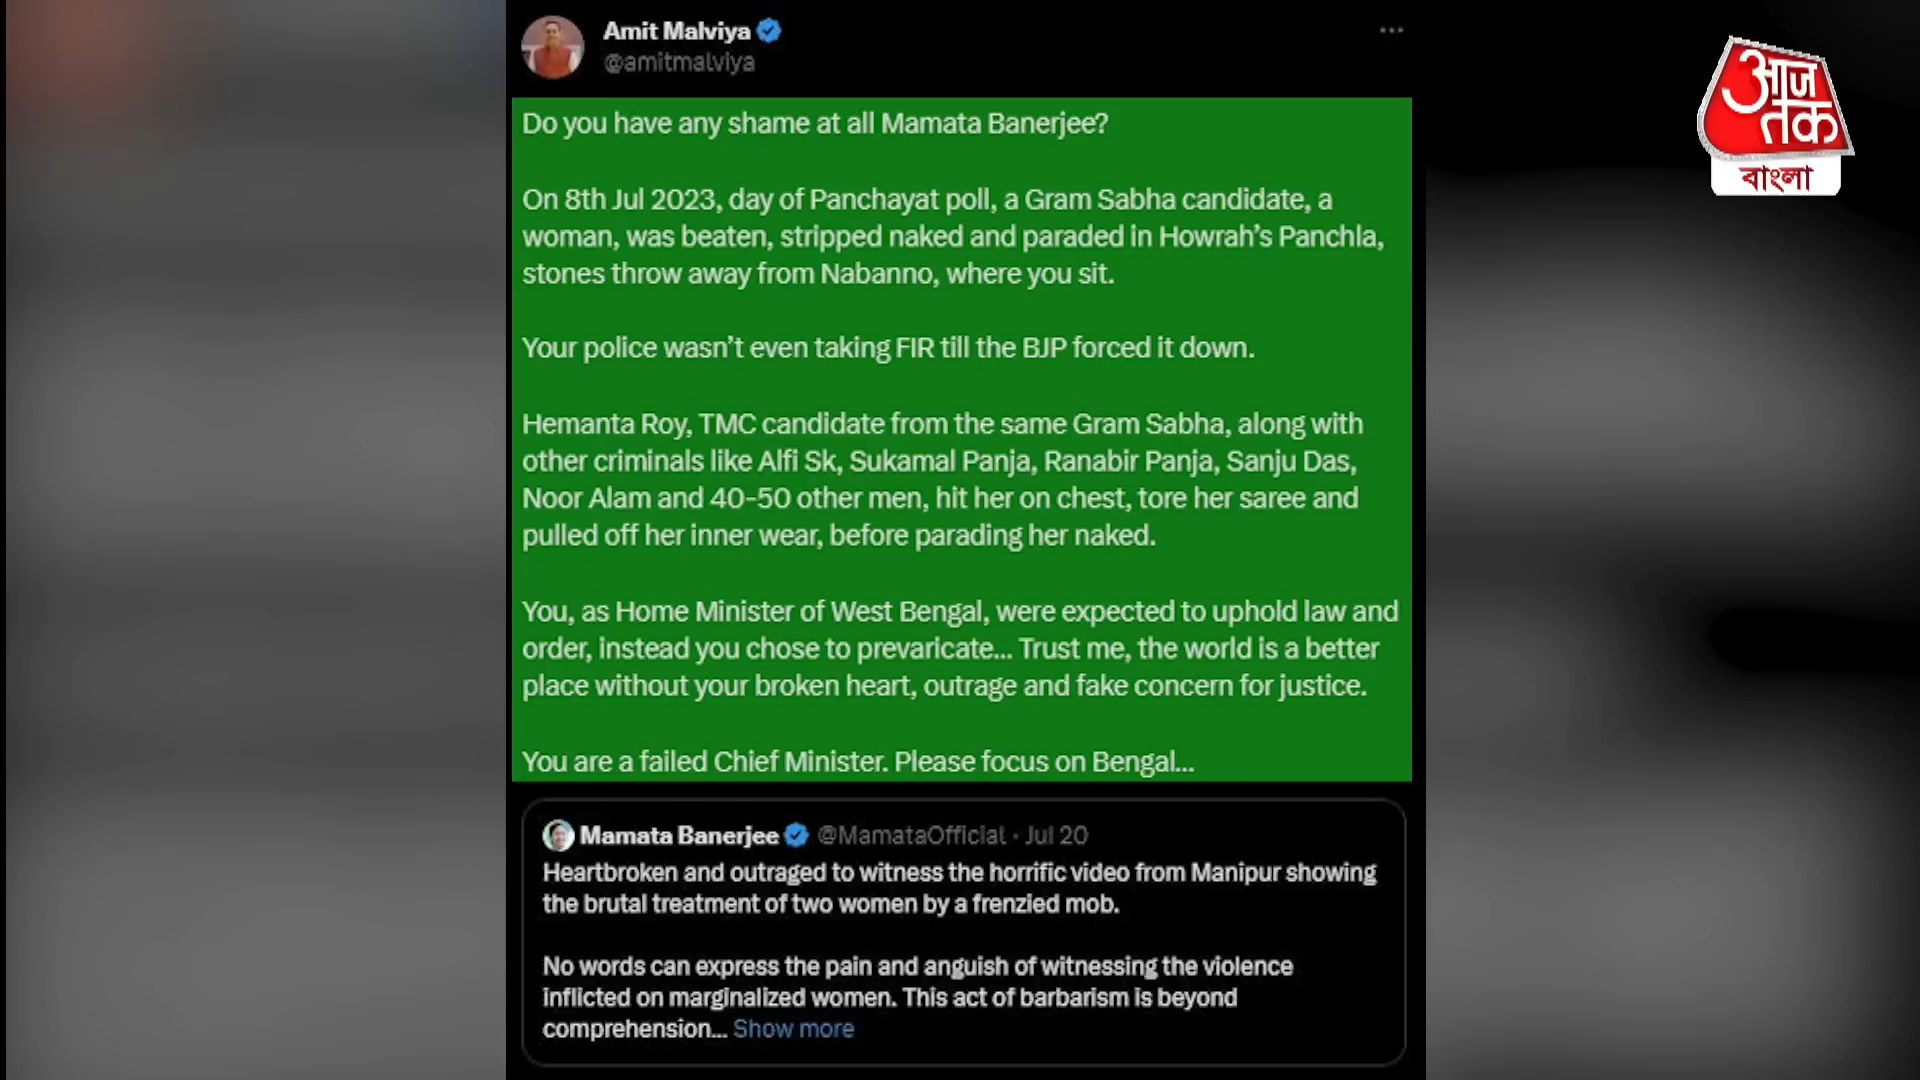 Amit Malviya
@amitmalviya
आज
तक
বাংলা
Do you have any shame at all Mamata Banerjee?
On 8th Jul 2023, day of Panchayat poll, a Gram Sabha candidate, a
woman, was beaten, stripped naked and paraded in Howrah’s Panchla,
stones throw away from Nabanno, where you sit.
Your police wasn’t even taking FIR till the BJP forced it down.
Hemanta Roy, TMC candidate from the same Gram Sabha, along with
other criminals like Alfi Sk, Sukamal Panja, Ranabir Panja, Sanju Das,
Noor Alam and 40-50 other men, hit her on chest, tore her saree and
pulled off her inner wear, before parading her naked.
You, as Home Minister of West Bengal, were expected to uphold law and
order, instead you chose to prevaricate... Trust me, the world is a better
place without your broken heart, outrage and fake concern for justice.
You are a failed Chief Minister. Please focus on Bengal...
Mamata Banerjee @MamataOfficial · Jul 20
Heartbroken and outraged to witness the horrific video from Manipur showing
the brutal treatment of two women by a frenzied mob.
No words can express the pain and anguish of witnessing the violence
inflicted on marginalized women. This act of barbarism is beyond
comprehension... Show more